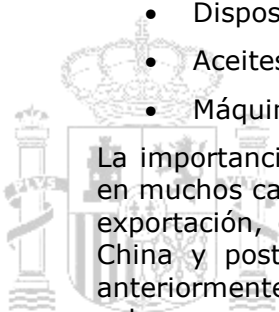 • Dispos
• Aceites
• Máquin
La importanci
en muchos ca
exportación,
China y post
anteriormente